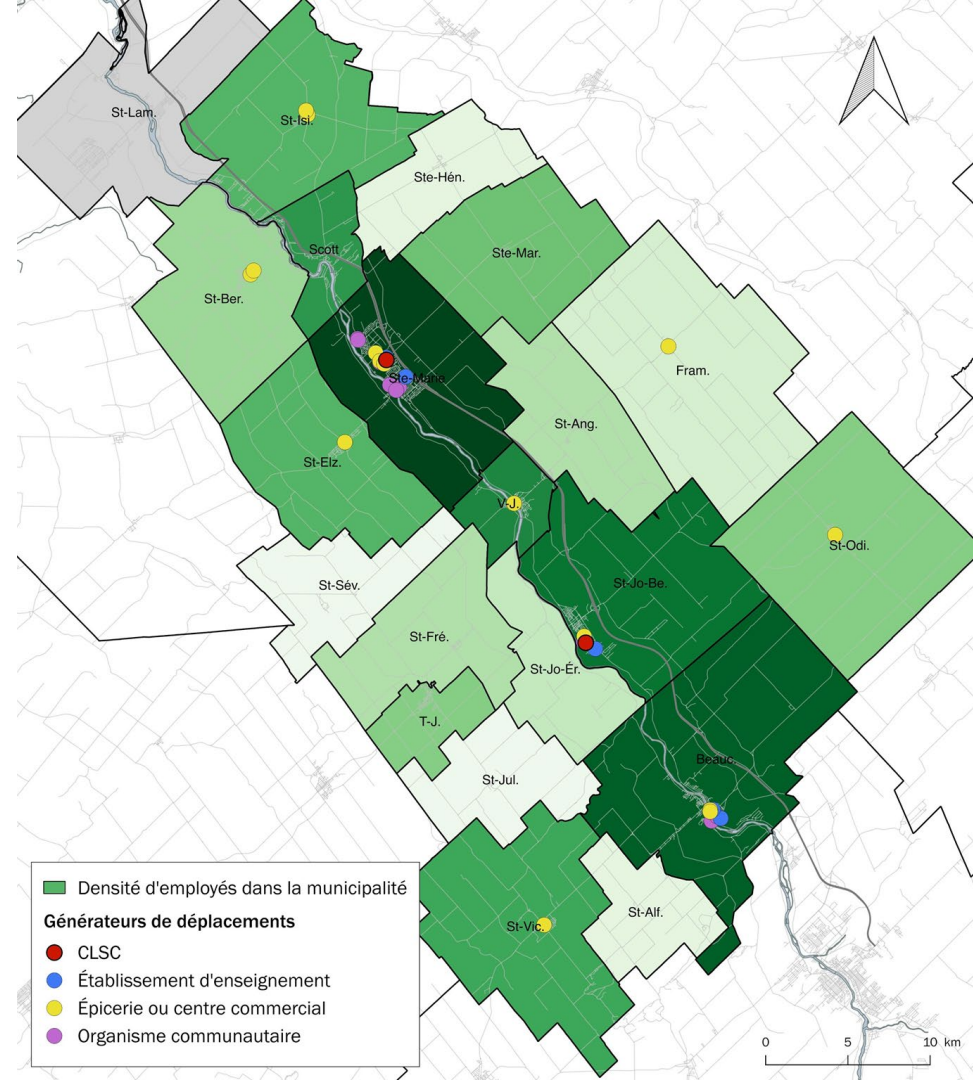 St-Lam.
St-Isi.
Ste-Hén.
Scott
Ste-Mar.
St-Ber.
Fram.
Ste-Marie
St-Ang.
St-Elz.
V-J.
St-Odi.
St-Sév.
St-Jo-Be.
St-Fré.
St-Jo-Ér.
T-J.
Beauc.
St-Jul.
St-Alf.
St-Vic.
Densité d'employés dans la municipalité
Générateurs de déplacements
CLSC
Établissement d'enseignement
Épicerie ou centre commercial
Organisme communautaire
0 5 10 km